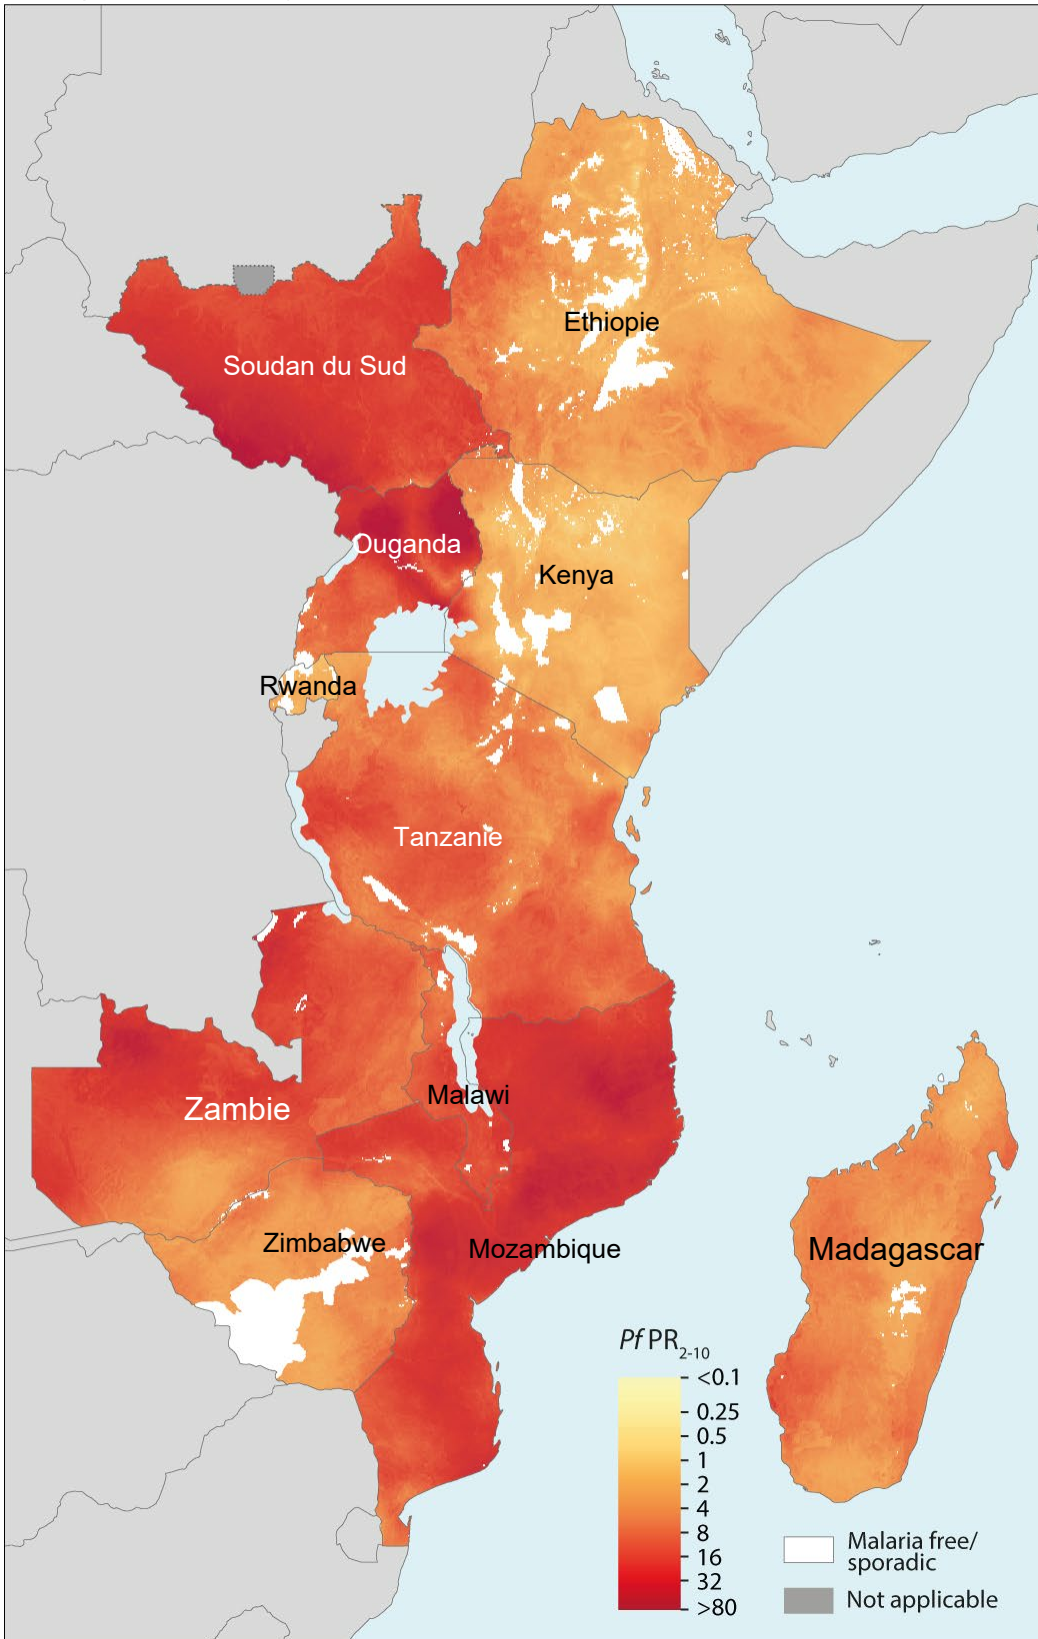 Ethiopie
Soudan du Sud
Ouganda
Kenya
Rwanda
Tanzanie
Malawi
Zambie
Zimbabwe
Mozambique
Madagascar
Pf PR2-10
<0.1
0.25
0.5
1
2
4
8
16
32
>80
Malaria free/
sporadic
Not applicable